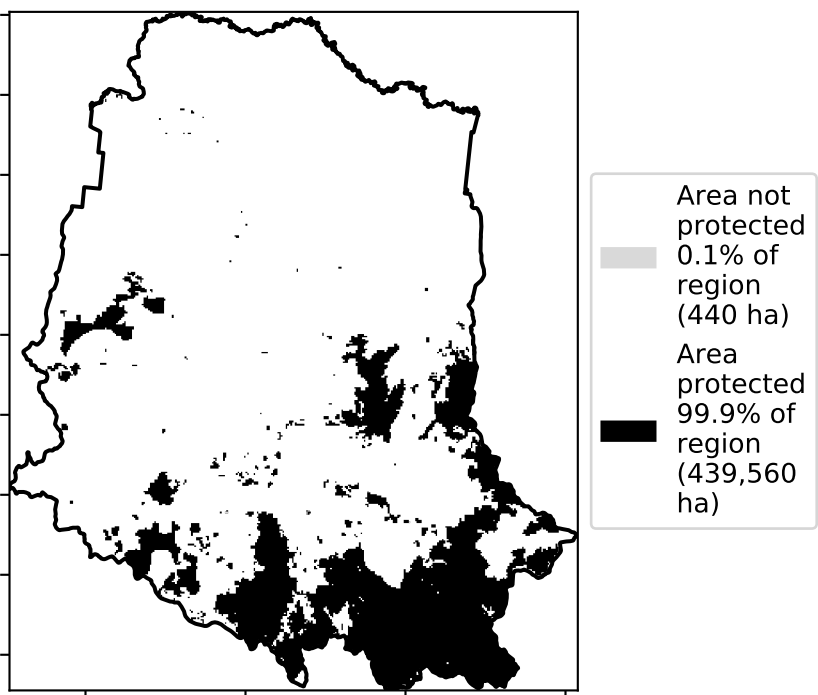 Area not
protected
0.1% of
region
(440 ha)
Area
protected
99.9% of
region
(439,560
ha)